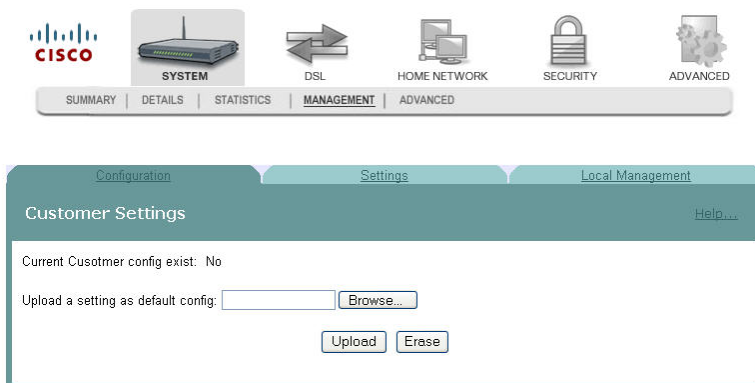 CISCO
SYSTEM DSL HOME NETWORK SECURITY ADVANCED
SUMMARY | DETAILS | STATISTICS | MANAGEMENT | ADVANCED
Configuration Settings Local Management
Customer Settings Help...
Current Cusotmer config exist: No
Upload a setting as default config: Browse...
Upload Erase